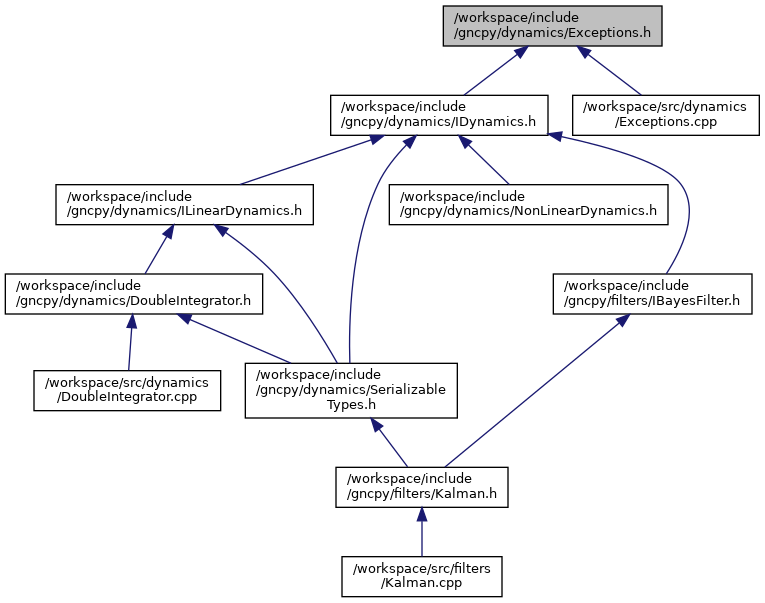 /workspace/include
/gncpy/dynamics/Exceptions.h
/workspace/include
/gncpy/dynamics/IDynamics.h
/workspace/src/dynamics
/Exceptions.cpp
/workspace/include
/gncpy/dynamics/ILinearDynamics.h
/workspace/include
/gncpy/dynamics/NonLinearDynamics.h
/workspace/include
/gncpy/dynamics/DoubleIntegrator.h
/workspace/include
/gncpy/filters/IBayesFilter.h
/workspace/src/dynamics
/DoubleIntegrator.cpp
/workspace/include
/gncpy/dynamics/Serializable
Types.h
/workspace/include
/gncpy/filters/Kalman.h
/workspace/src/filters
/Kalman.cpp